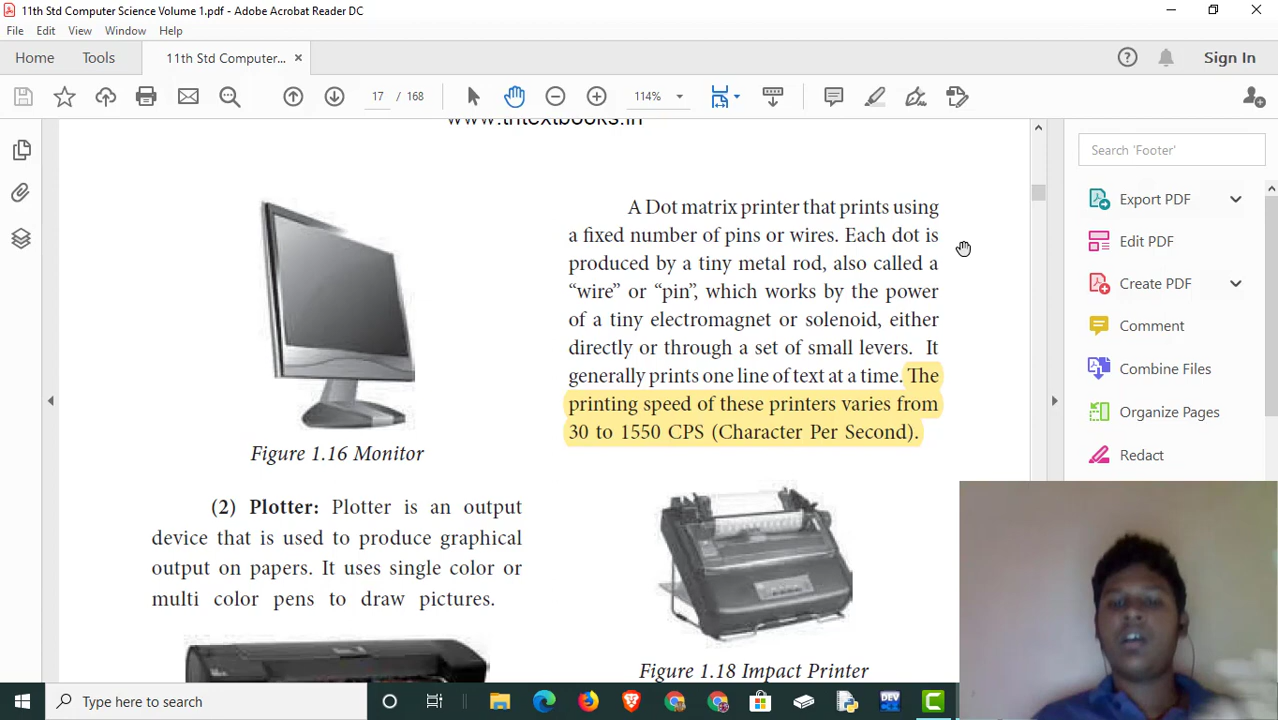 11th Std Computer Science Volume 1.pdf - Adobe Acrobat Reader DC
File Edit View Window Help
Home Tools 11th Std Computer... × Sign In
17 / 168 114%
www.tntextbooks.in
Search 'Footer'
Export PDF
Edit PDF
Create PDF
Comment
Combine Files
Organize Pages
Redact
Figure 1.16 Monitor
(2) Plotter: Plotter is an output
device that is used to produce graphical
output on papers. It uses single color or
multi color pens to draw pictures.
A Dot matrix printer that prints using
a fixed number of pins or wires. Each dot is
produced by a tiny metal rod, also called a
“wire” or “pin”, which works by the power
of a tiny electromagnet or solenoid, either
directly or through a set of small levers. It
generally prints one line of text at a time. The
printing speed of these printers varies from
30 to 1550 CPS (Character Per Second).
Figure 1.18 Impact Printer
Type here to search
DEV